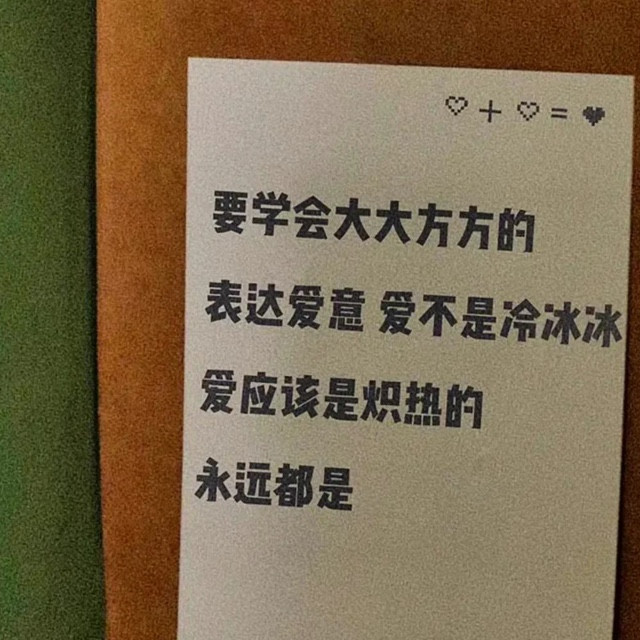 ♡+♡=♥
要学会大大方方的
表达爱意 爱不是冷冰冰
爱应该是炽热的
永远都是